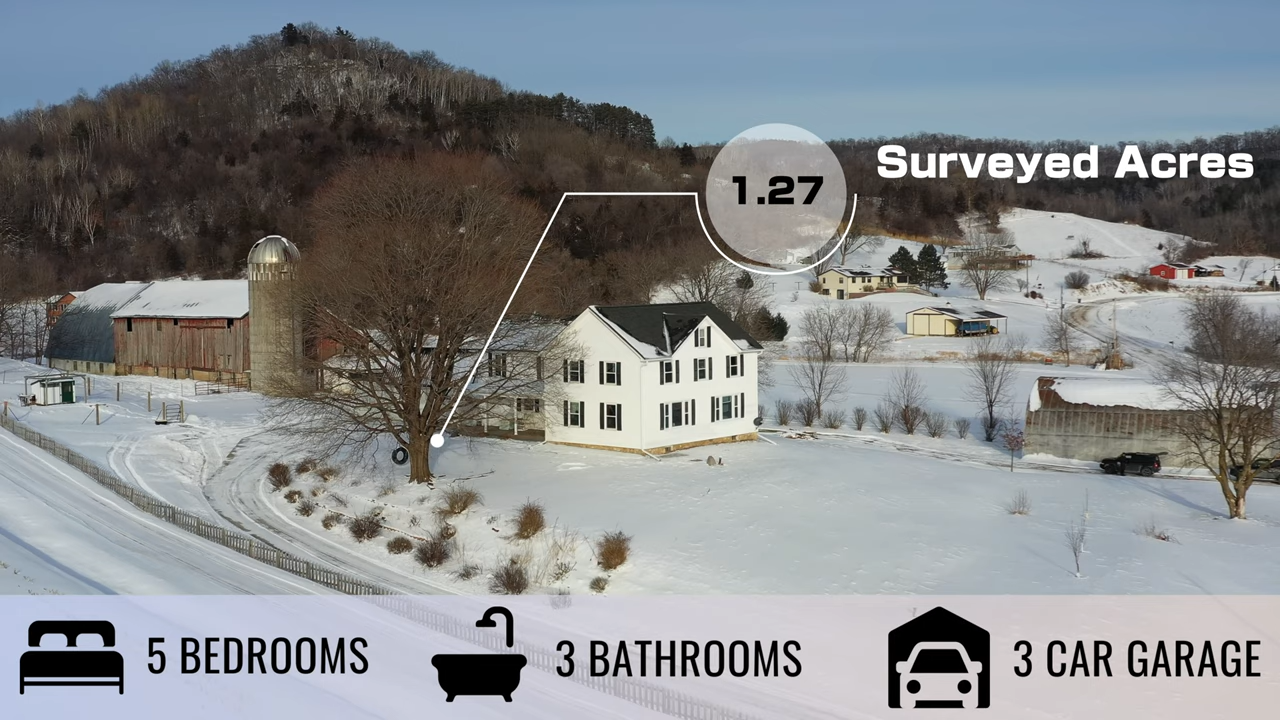 1.27
Surveyed Acres
5 BEDROOMS
3 BATHROOMS
3 CAR GARAGE